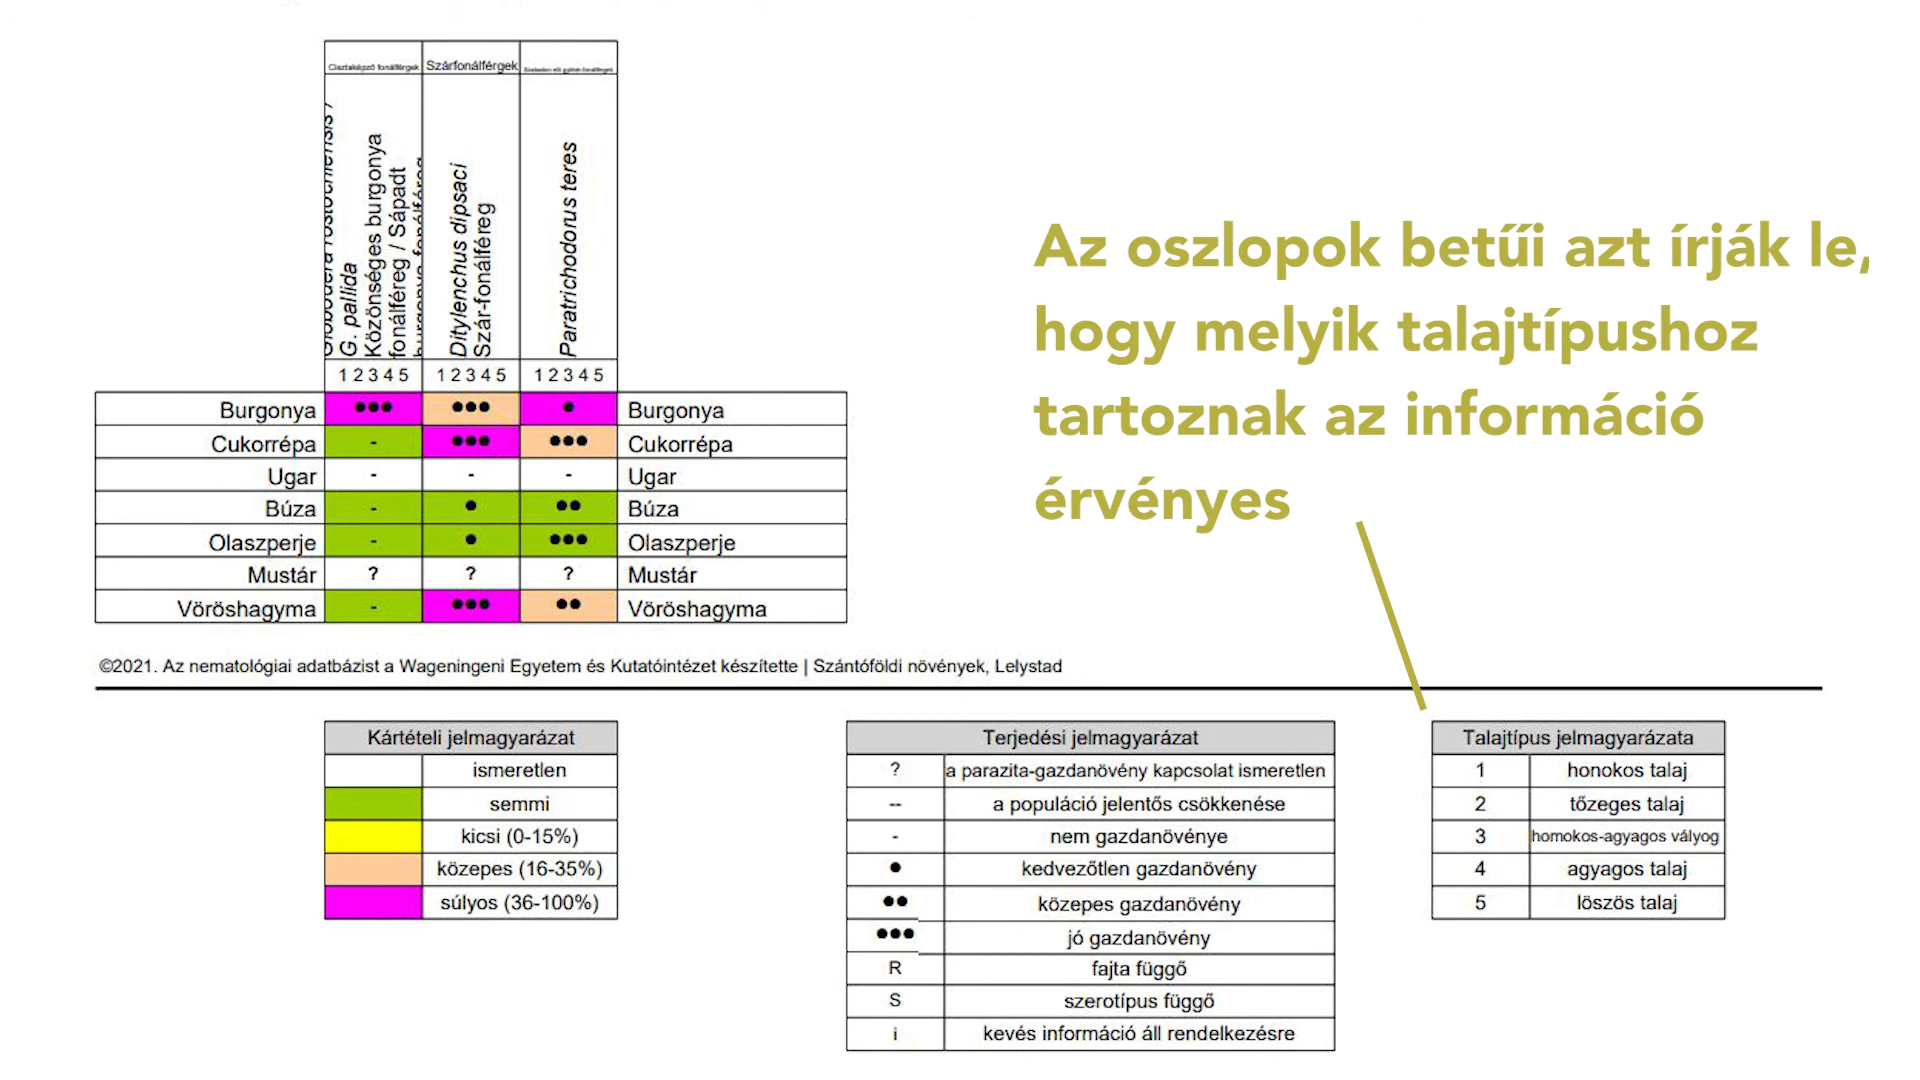 Cisztaképző fonálférgek
Szárfonálférgek
G. pallida
Közönséges burgonya
fonálféreg / Sápadt
Ditylenchus dipsaci
Szár-fonálféreg
Paratrichodorus teres
1 2 3 4 5 1 2 3 4 5 1 2 3 4 5
Burgonya ●●● ●●● ● Burgonya
Cukorrépa - ●●● ●●● Cukorrépa
Ugar - - - Ugar
Búza - ● ●● Búza
Olaszperje - ● ●●● Olaszperje
Mustár ? ? ? Mustár
Vöröshagyma - ●●● ●● Vöröshagyma
Az oszlopok betűi azt írják le,
hogy melyik talajtípushoz
tartoznak az információ
érvényes
©2021. Az nematológiai adatbázist a Wageningeni Egyetem és Kutatóintézet készítette | Szántóföldi növények, Lelystad
Kártételi jelmagyarázat
ismeretlen
semmi
kicsi (0-15%)
közepes (16-35%)
súlyos (36-100%)
Terjedési jelmagyarázat
? a parazita-gazdanövény kapcsolat ismeretlen
-- a populáció jelentős csökkenése
- nem gazdanövénye
● kedvezőtlen gazdanövény
●● közepes gazdanövény
●●● jó gazdanövény
R fajta függő
S szerotípus függő
i kevés információ áll rendelkezésre
Talajtípus jelmagyarázata
1 honokos talaj
2 tőzeges talaj
3 homokos-agyagos vályog
4 agyagos talaj
5 löszös talaj